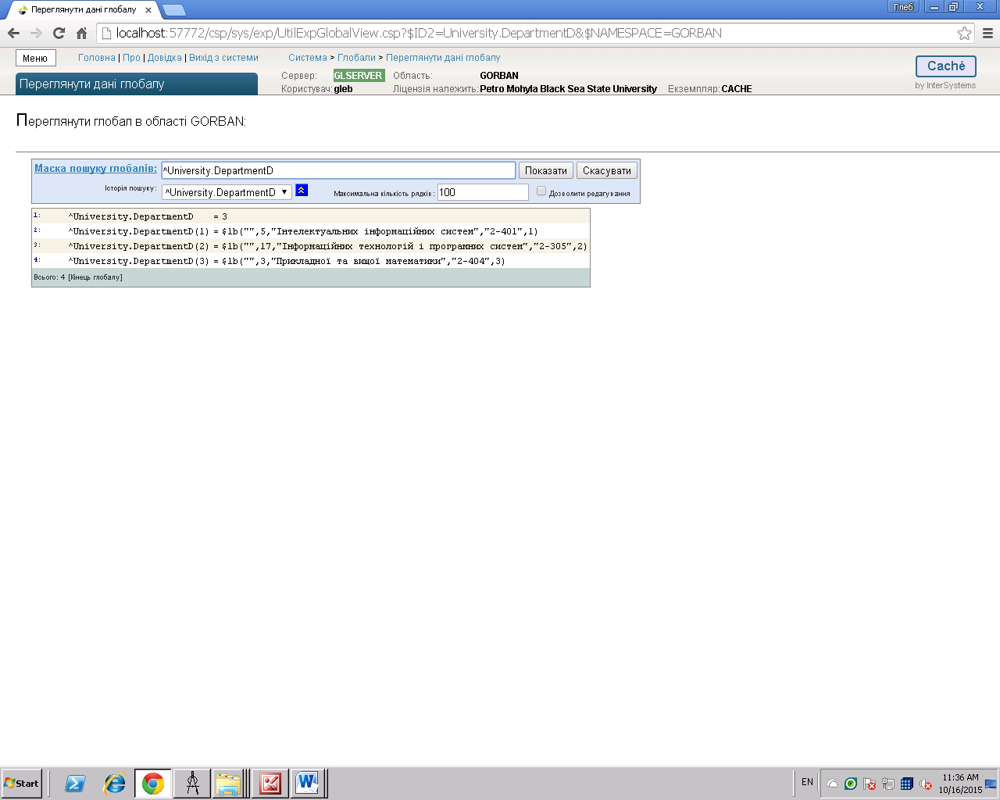 Переглянути дані глобалу
Глеб
localhost:57772/csp/sys/exp/UtilExpGlobalView.csp?$ID2=University.DepartmentD&$NAMESPACE=GORBAN
Меню
Головна | Про | Довідка | Вихід з системи
Система > Глобали > Переглянути дані глобалу
Переглянути дані глобалу
Сервер: GLSERVER Область: GORBAN
Користувач: gleb Ліцензія належить: Petro Mohyla Black Sea State University Екземпляр: CACHE
Caché
by InterSystems
Переглянути глобал в області GORBAN:
Маска пошуку глобалів: ^University.DepartmentD Показати Скасувати
Історія пошуку: ^University.DepartmentD Максимальна кількість рядків: 100 Дозволити редагування
1: ^University.DepartmentD = 3
2: ^University.DepartmentD(1) = $lb("",5,"Інтелектуальних інформаційних систем","2-401",1)
3: ^University.DepartmentD(2) = $lb("",17,"Інформаційних технологій і програмних систем","2-305",2)
4: ^University.DepartmentD(3) = $lb("",3,"Прикладної та вищої математики","2-404",3)
Всього: 4 [Кінець глобалу]
Start
EN
11:36 AM
10/16/2015